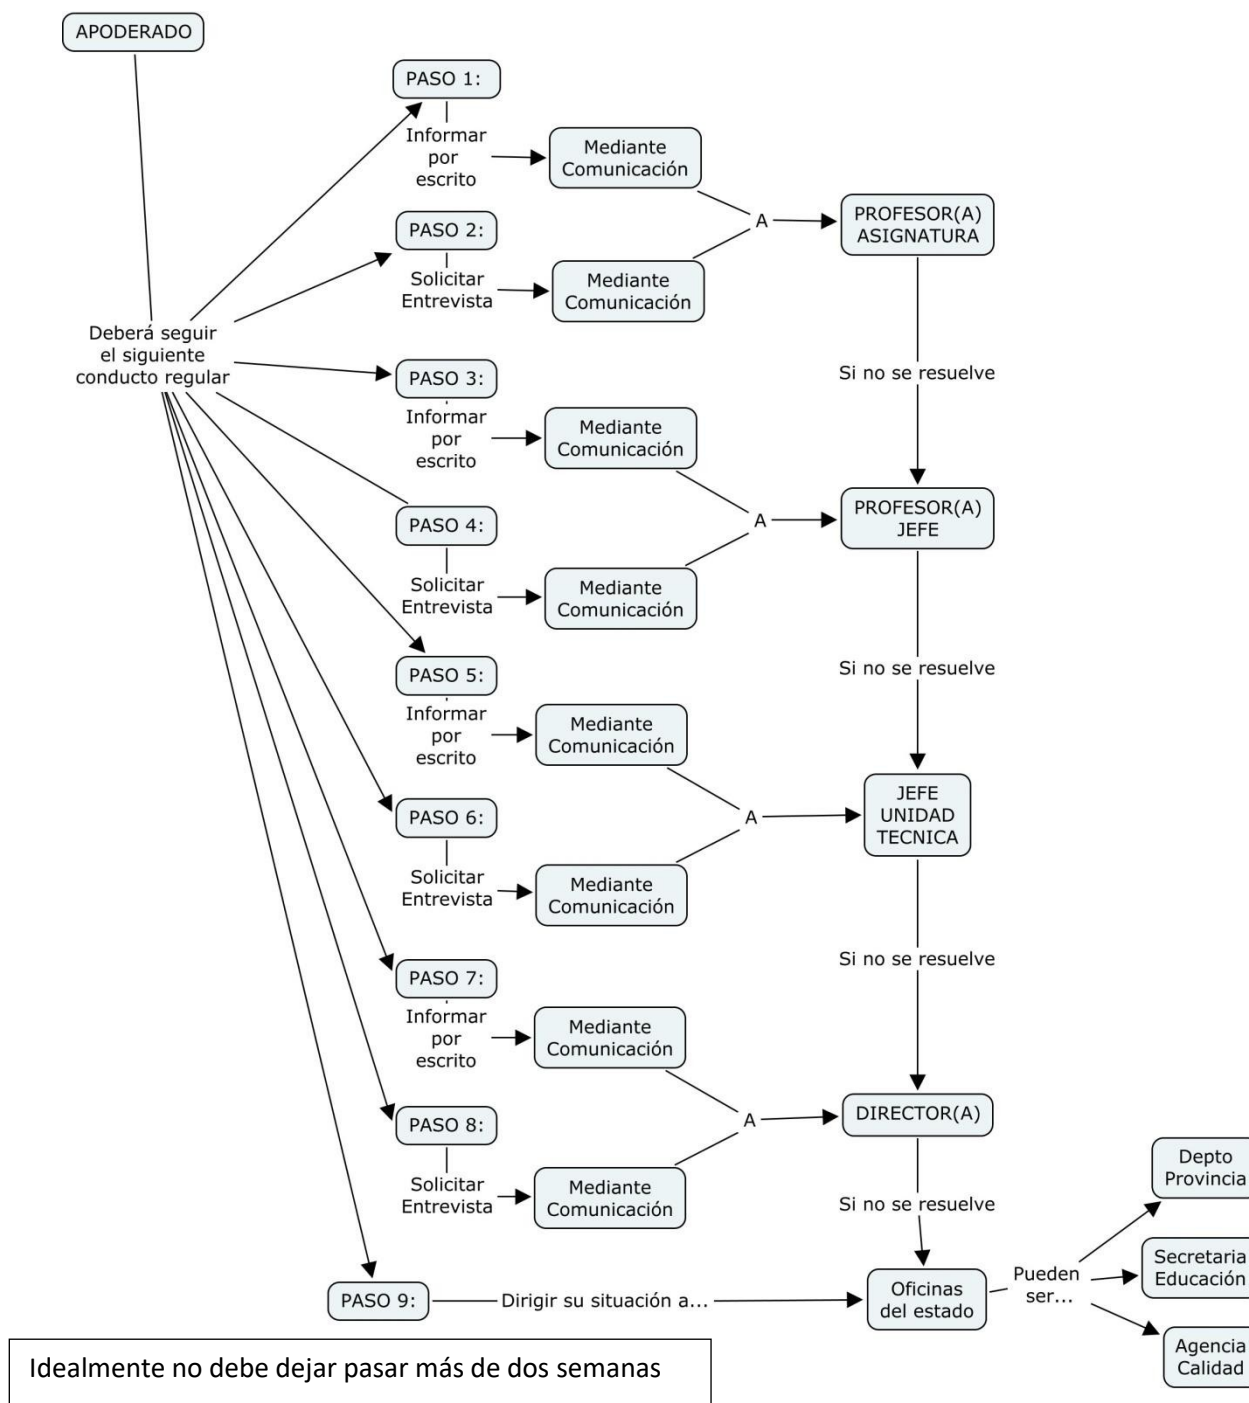 APODERADO
Deberá seguir
el siguiente
conducto regular
PASO 1:
Informar
por
escrito
Mediante
Comunicación
PASO 2:
Solicitar
Entrevista
Mediante
Comunicación
A
PROFESOR(A)
ASIGNATURA
Si no se resuelve
PASO 3:
Informar
por
escrito
Mediante
Comunicación
PASO 4:
Solicitar
Entrevista
Mediante
Comunicación
A
PROFESOR(A)
JEFE
Si no se resuelve
PASO 5:
Informar
por
escrito
Mediante
Comunicación
PASO 6:
Solicitar
Entrevista
Mediante
Comunicación
A
JEFE
UNIDAD
TECNICA
Si no se resuelve
PASO 7:
Informar
por
escrito
Mediante
Comunicación
PASO 8:
Solicitar
Entrevista
Mediante
Comunicación
A
DIRECTOR(A)
Si no se resuelve
PASO 9:
Dirigir su situación a...
Oficinas
del estado
Pueden
ser...
Depto
Provincia
Secretaria
Educación
Agencia
Calidad
Idealmente no debe dejar pasar más de dos semanas